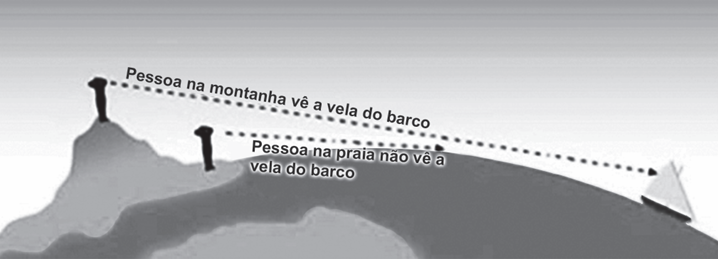 Pessoa na montanha vê a vela do barco
Pessoa na praia não vê a
vela do barco